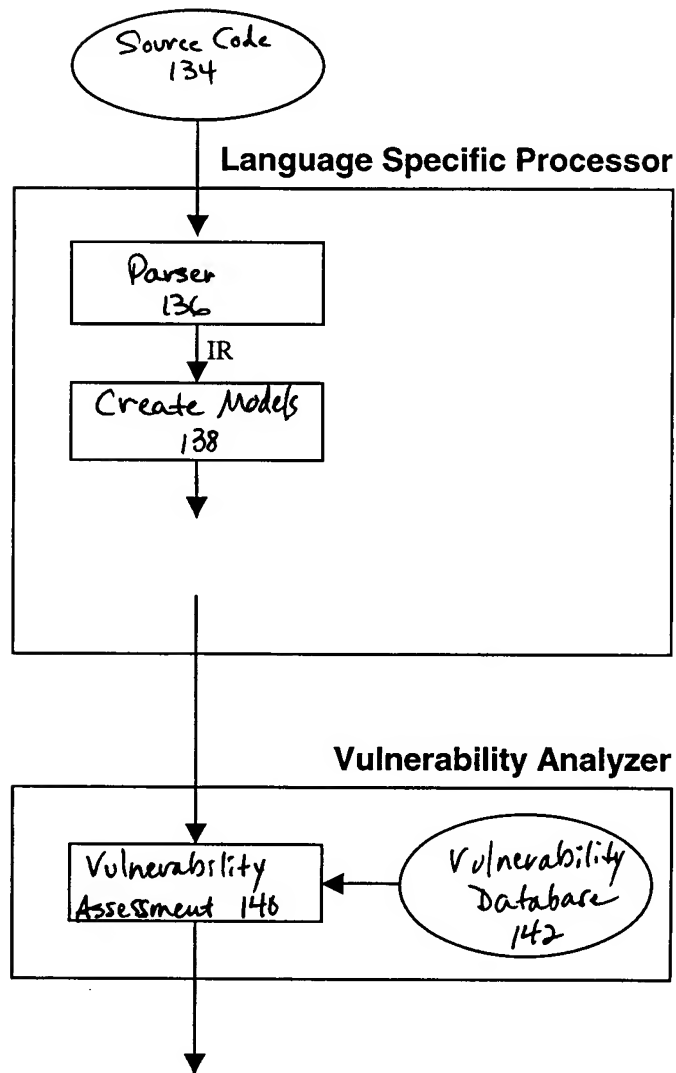 Source Code
134
Language Specific Processor
Parser
136
IR
Create Models
138
Vulnerability Analyzer
Vulnerability
Assessment 140
Vulnerability
Database
142